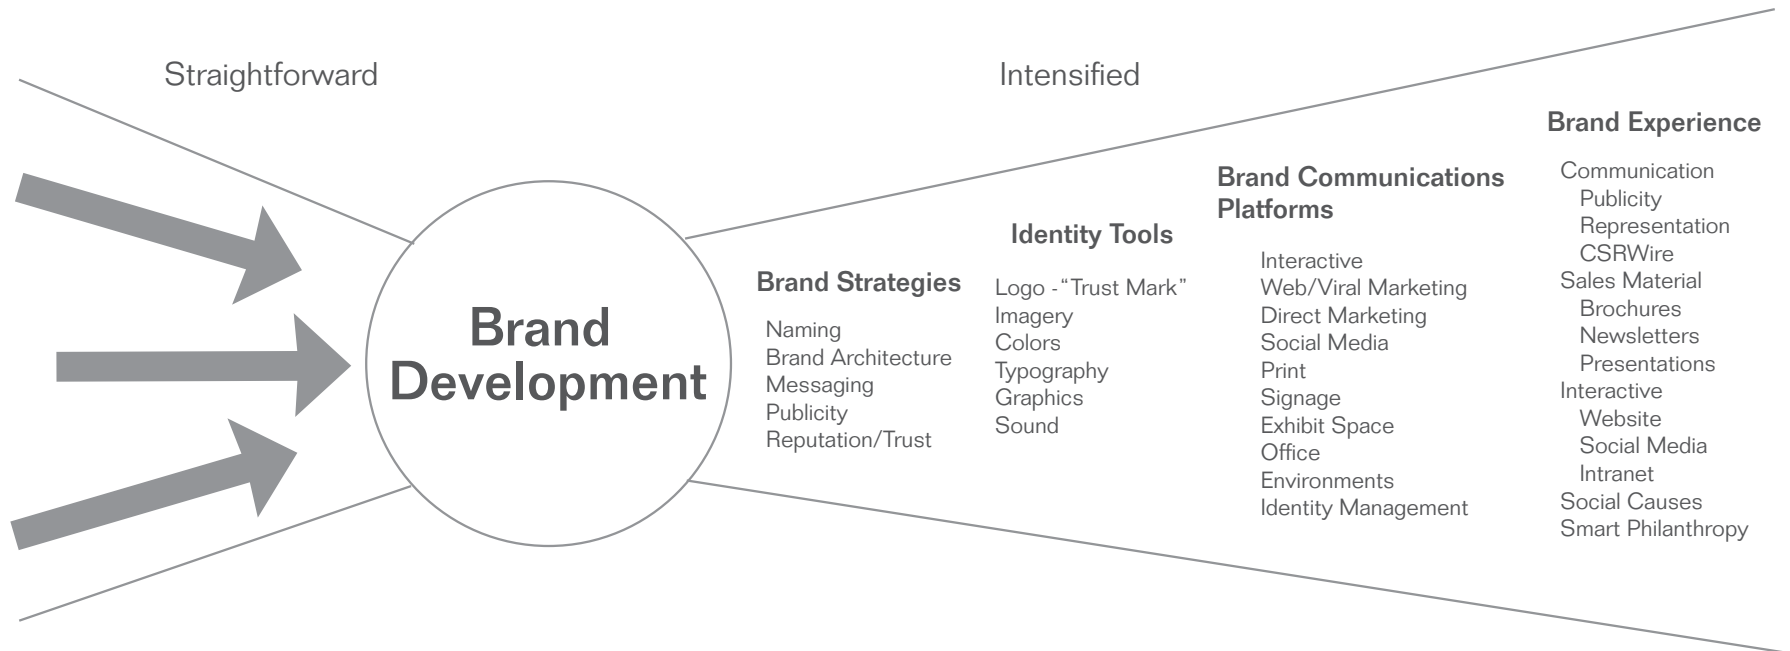 Straightforward
Intensified
Brand
Development
Brand Strategies
Naming
Brand Architecture
Messaging
Publicity
Reputation/Trust
Identity Tools
Logo -“Trust Mark”
Imagery
Colors
Typography
Graphics
Sound
Brand Communications
Platforms
Interactive
Web/Viral Marketing
Direct Marketing
Social Media
Print
Signage
Exhibit Space
Office
Environments
Identity Management
Brand Experience
Communication
Publicity
Representation
CSRWire
Sales Material
Brochures
Newsletters
Presentations
Interactive
Website
Social Media
Intranet
Social Causes
Smart Philanthropy